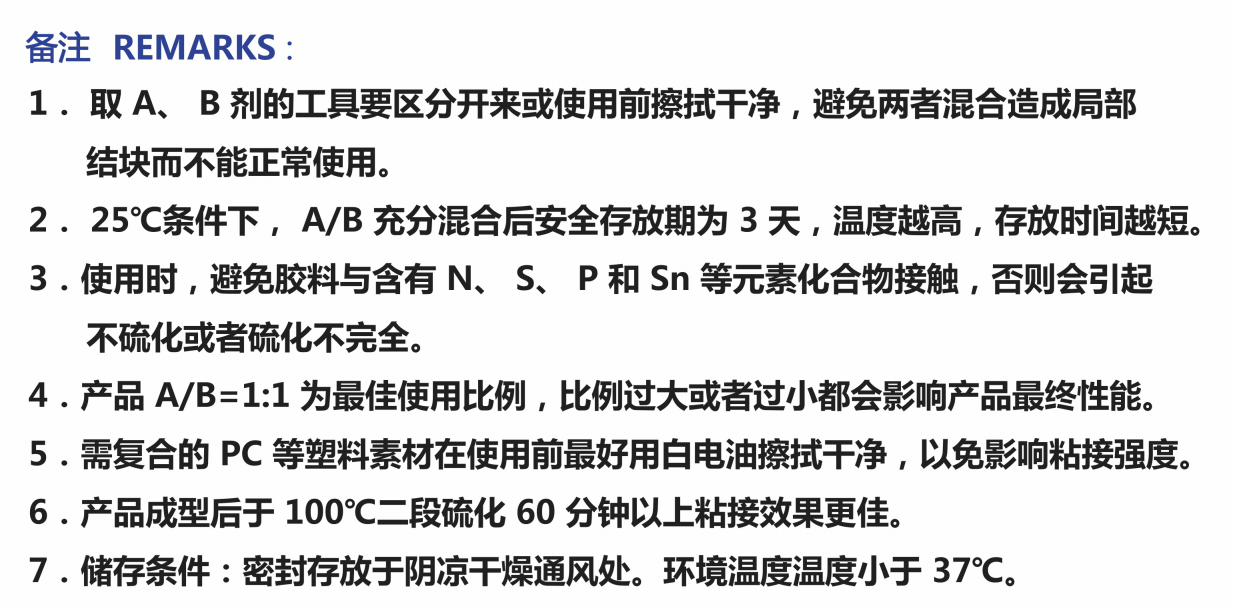 备注 REMARKS :
1． 取 A、 B 剂的工具要区分开来或使用前擦拭干净，避免两者混合造成局部
结块而不能正常使用。
2． 25℃条件下， A/B 充分混合后安全存放期为 3 天，温度越高，存放时间越短。
3．使用时，避免胶料与含有 N、 S、 P 和 Sn 等元素化合物接触，否则会引起
不硫化或者硫化不完全。
4．产品 A/B=1:1 为最佳使用比例，比例过大或者过小都会影响产品最终性能。
5．需复合的 PC 等塑料素材在使用前最好用白电油擦拭干净，以免影响粘接强度。
6．产品成型后于 100℃二段硫化 60 分钟以上粘接效果更佳。
7．储存条件：密封存放于阴凉干燥通风处。环境温度温度小于 37℃。